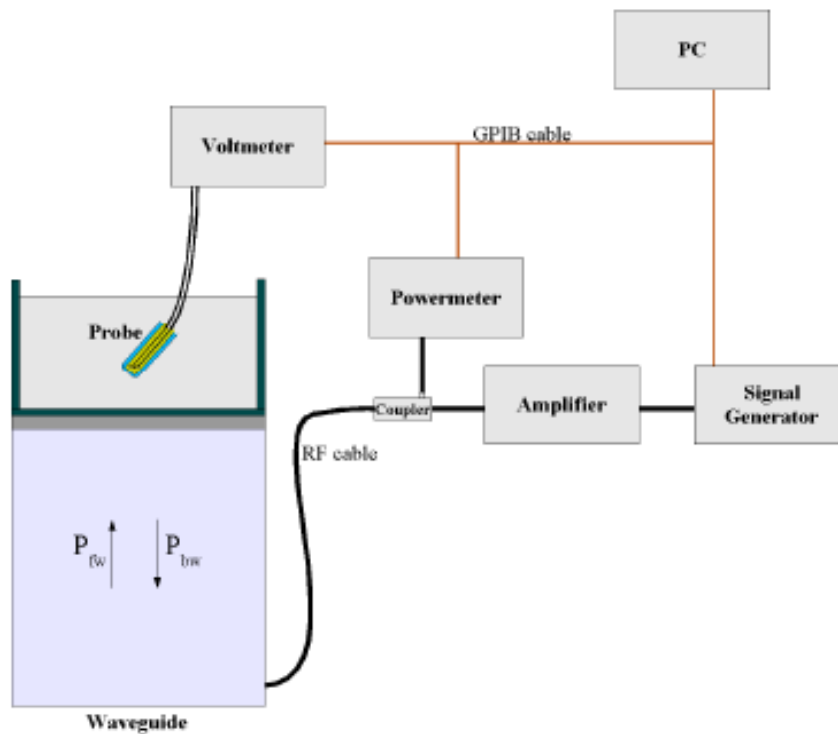 PC
Voltmeter
GPIB cable
Powermeter
Probe
Coupler
Amplifier
Signal
Generator
RF cable
P fw
P bw
Waveguide